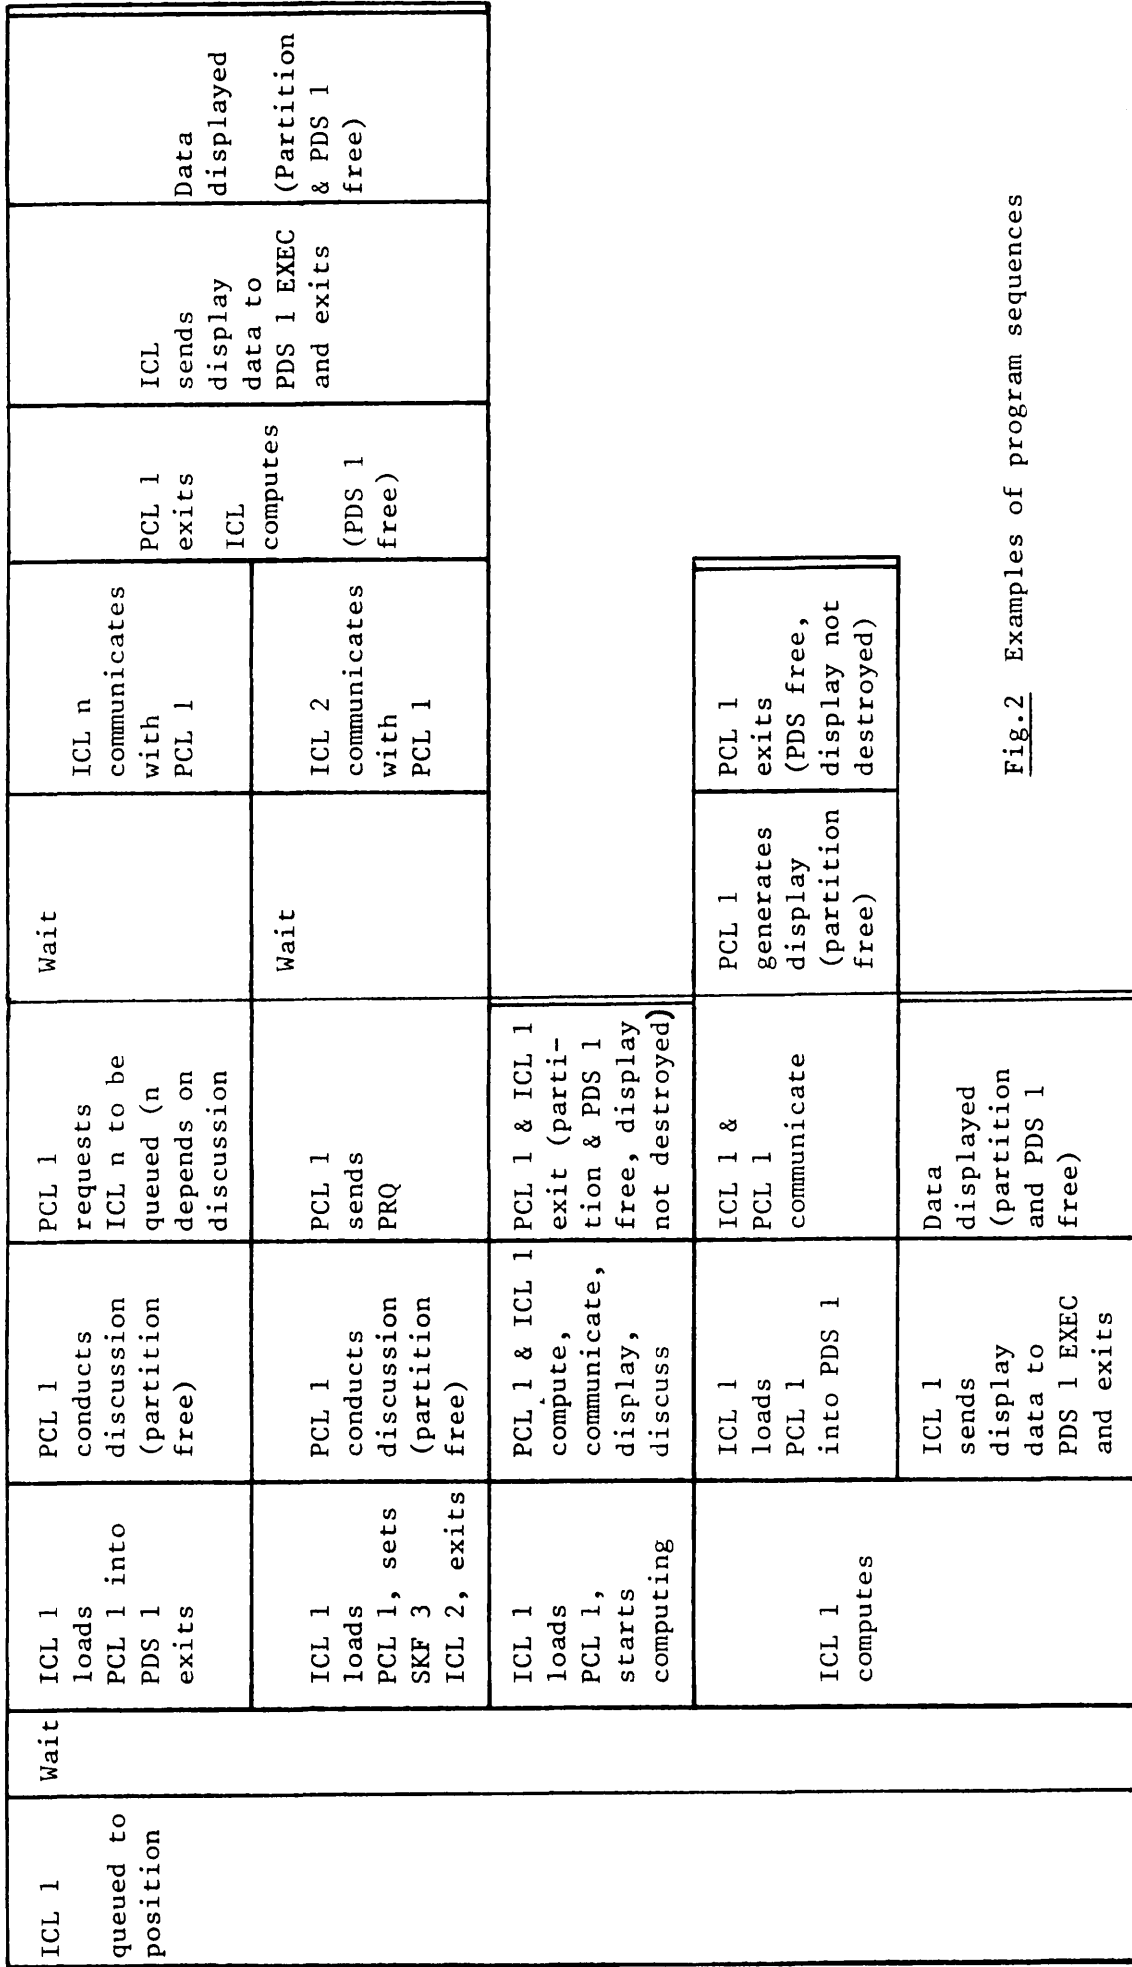 ICL 1
queued to
position
Wait
ICL 1
loads
PCL 1 into
PDS 1
exits
PCL 1
conducts
discussion
(partition
free)
PCL 1
requests
ICL n to be
queued (n
depends on
discussion
Wait
ICL n
communicates
with
PCL 1
ICL 1
loads
PCL 1, sets
SKF 3
ICL 2, exits
PCL 1
conducts
discussion
(partition
free)
PCL 1
sends
PRQ
Wait
ICL 2
communicates
with
PCL 1
PCL 1
exits
ICL
computes
(PDS 1
free)
ICL
sends
display
data to
PDS 1 EXEC
and exits
Data
displayed
(Partition
& PDS 1
free)
ICL 1
loads
PCL 1,
starts
computing
PCL 1 & ICL 1
compute,
communicate,
display,
discuss
PCL 1 & ICL 1
exit (parti-
tion & PDS 1
free, display
not destroyed)
ICL 1
computes
ICL 1
loads
PCL 1
into PDS 1
ICL 1 &
PCL 1
communicate
PCL 1
generates
display
(partition
free)
PCL 1
exits
(PDS free,
display not
destroyed)
ICL 1
sends
display
data to
PDS 1 EXEC
and exits
Data
displayed
(partition
and PDS 1
free)
Fig.2 Examples of program sequences